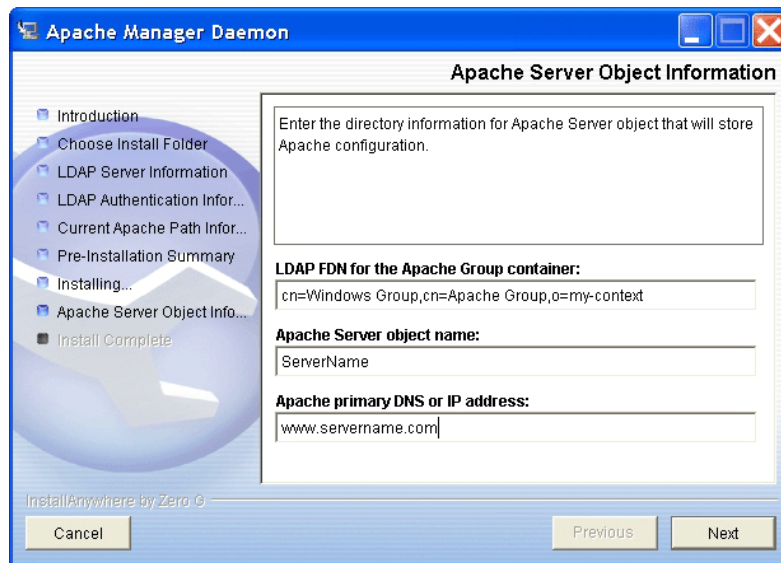 Apache Manager Daemon
Apache Server Object Information
Introduction
Choose Install Folder
LDAP Server Information
LDAP Authentication Infor...
Current Apache Path Infor...
Pre-Installation Summary
Installing...
Apache Server Object Info...
Install Complete
Enter the directory information for Apache Server object that will store
Apache configuration.
LDAP FDN for the Apache Group container:
cn=Windows Group,cn=Apache Group,o=my-context
Apache Server object name:
ServerName
Apache primary DNS or IP address:
www.servername.com
InstallAnywhere by Zero G
Cancel
Previous
Next